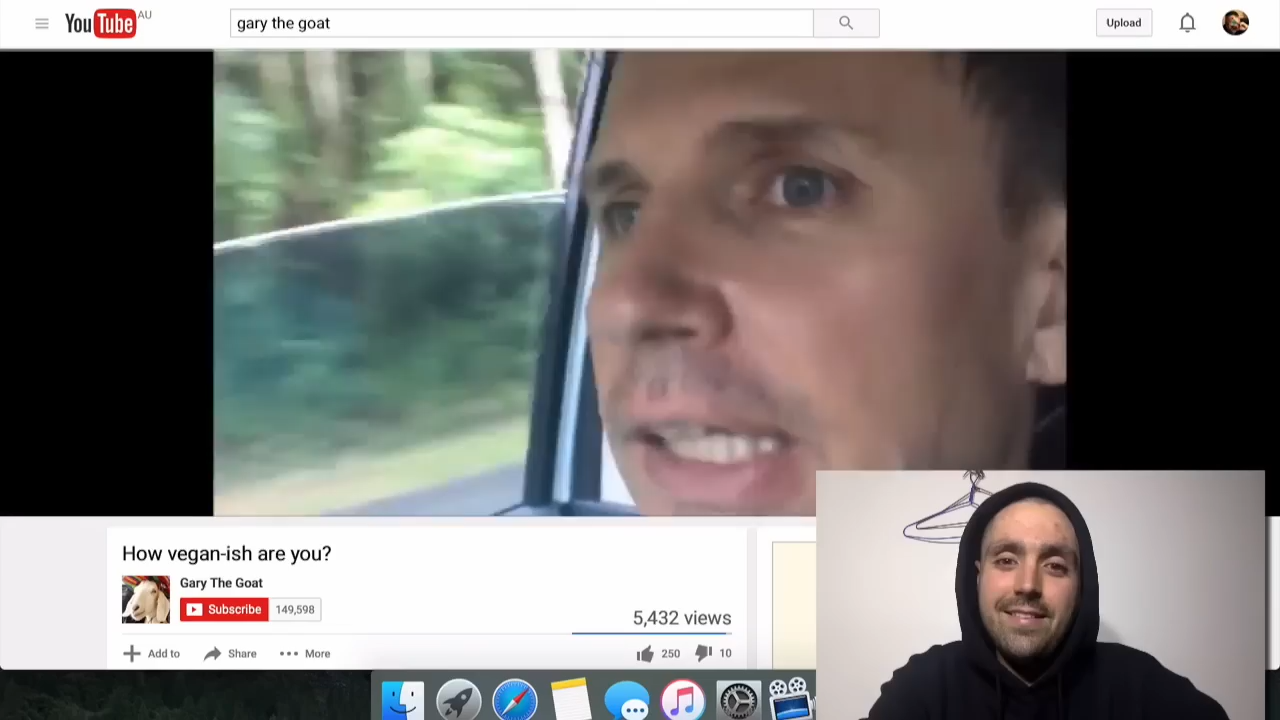 YouTube AU
gary the goat
Upload
How vegan-ish are you?
Gary The Goat
Subscribe 149,598
5,432 views
Add to Share More 250 10